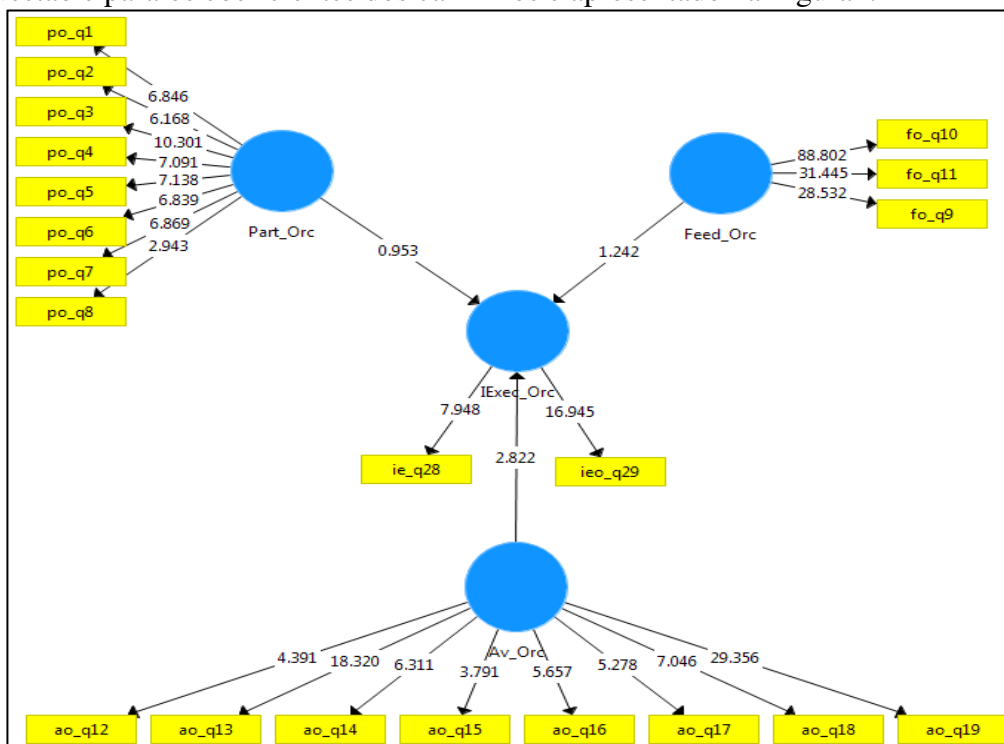 po_q1
po_q2
po_q3
po_q4
po_q5
po_q6
po_q7
po_q8
6.846
6.168
10.301
7.091
7.138
6.839
6.869
2.943
Part_Orc
0.953
fo_q10
fo_q11
fo_q9
88.802
31.445
28.532
Feed_Orc
1.242
IExec_Orc
7.948
16.945
ie_q28
ieo_q29
2.822
Av_Orc
4.391
18.320
6.311
3.791
5.657
5.278
7.046
29.356
ao_q12
ao_q13
ao_q14
ao_q15
ao_q16
ao_q17
ao_q18
ao_q19